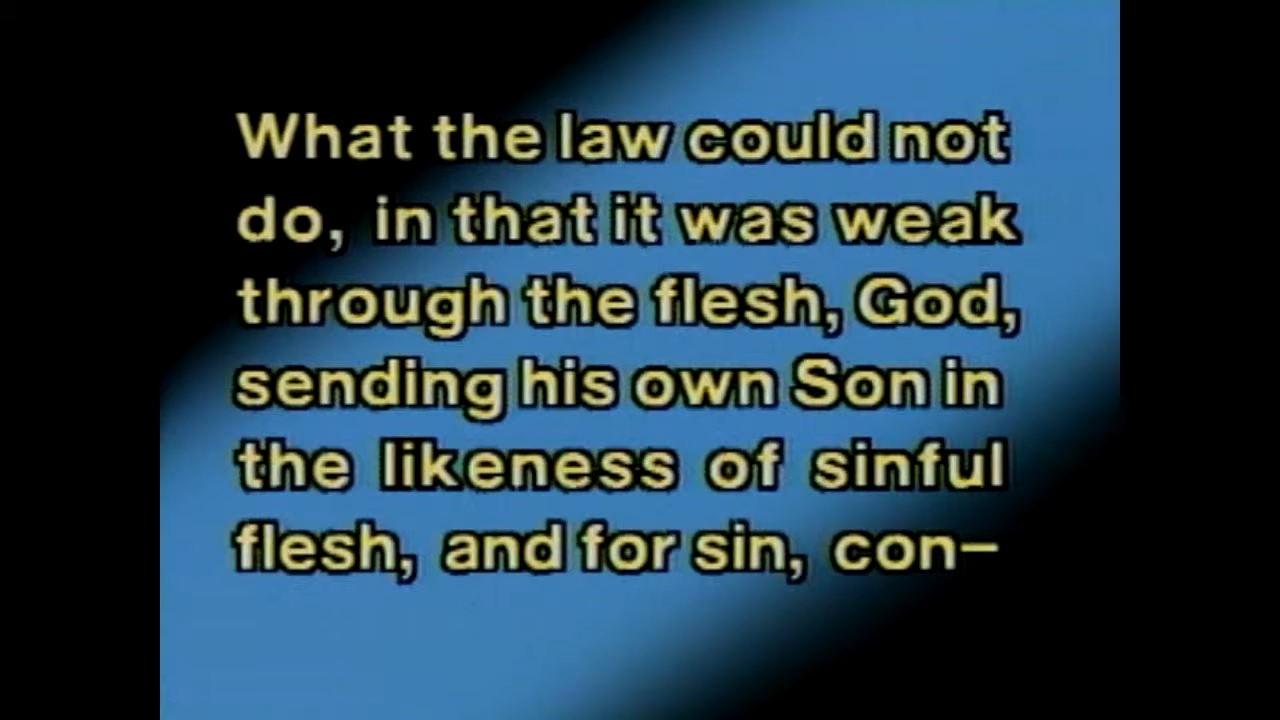 What the law could not
do, in that it was weak
through the flesh, God,
sending his own Son in
the likeness of sinful
flesh, and for sin, con–